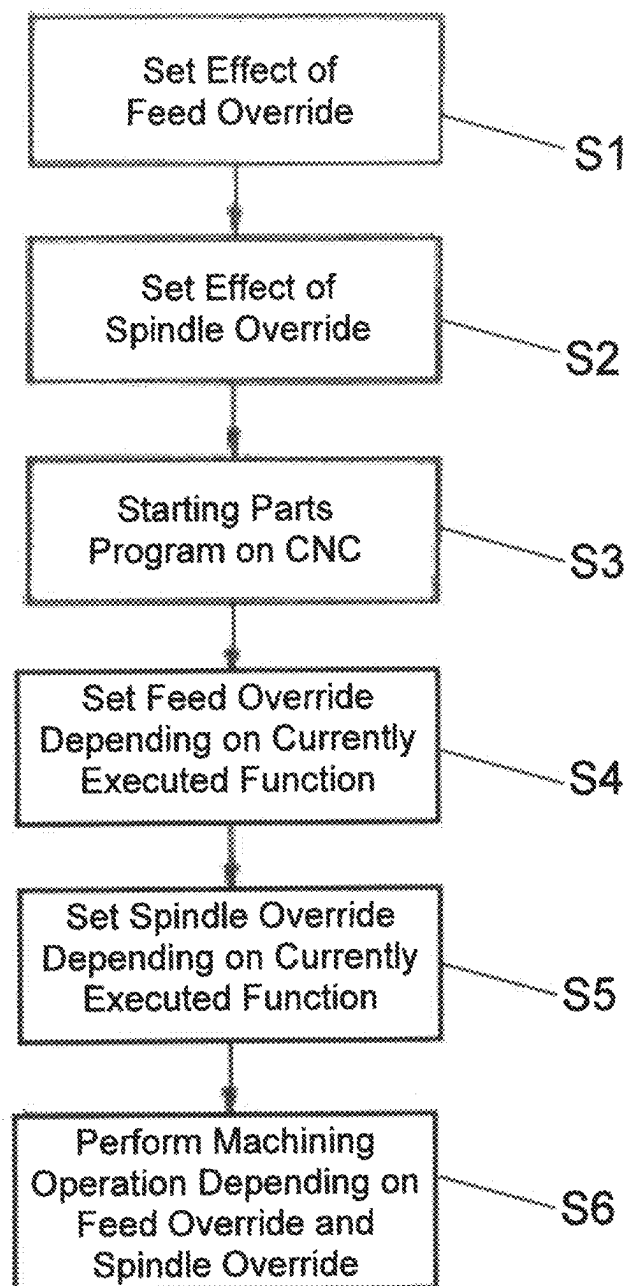 Set Effect of
Feed Override
S1
Set Effect of
Spindle Override
S2
Starting Parts
Program on CNC
S3
Set Feed Override
Depending on Currently
Executed Function
S4
Set Spindle Override
Depending on Currently
Executed Function
S5
Perform Machining
Operation Depending on
Feed Override and
Spindle Override
S6